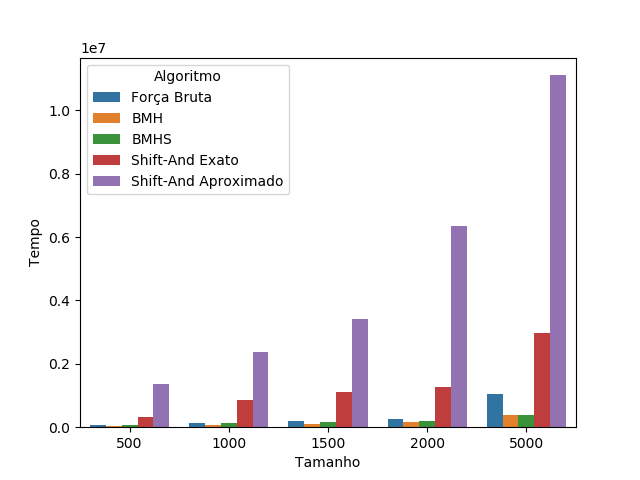 1e7
Algoritmo
Força Bruta
BMH
BMHS
Shift-And Exato
Shift-And Aproximado
Tempo
1.0
0.8
0.6
0.4
0.2
0.0
500 1000 1500 2000 5000
Tamanho